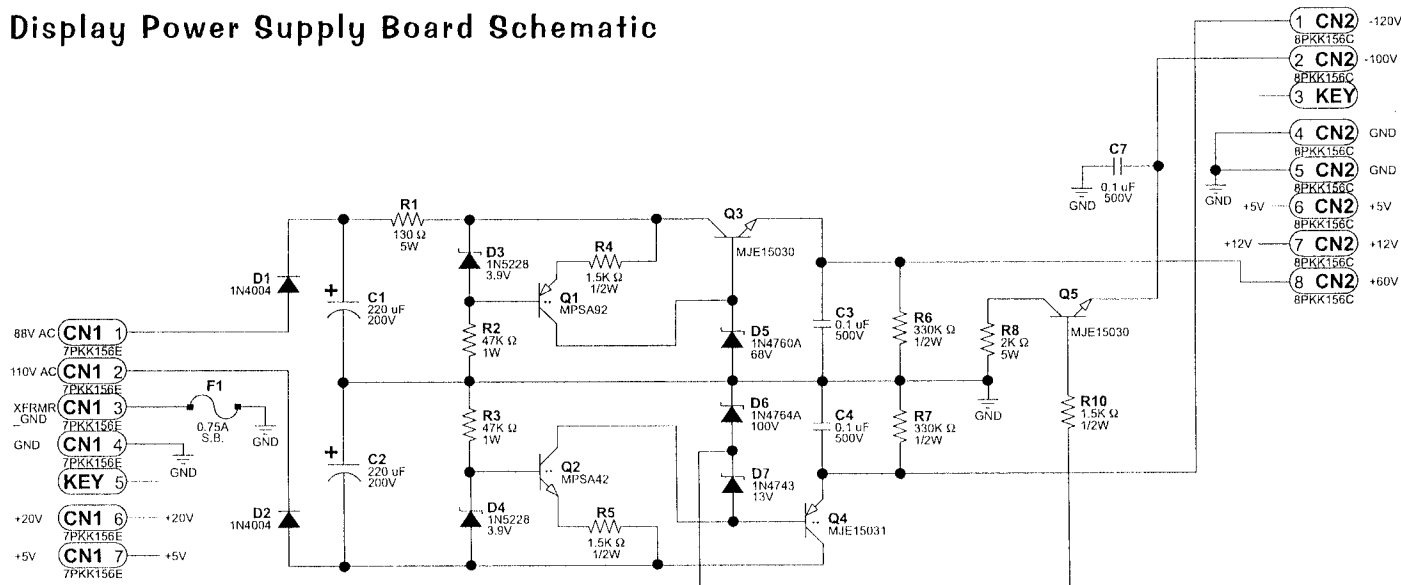 Display Power Supply Board Schematic
1 CN2 -120V
8PKK156C
2 CN2 -100V
8PKK156C
3 KEY
4 CN2 GND
8PKK156C
5 CN2 GND
8PKK156C
+5V 6 CN2 +5V
8PKK156C
+12V 7 CN2 +12V
8PKK156C
8 CN2 +60V
8PKK156C
C7
0.1 uF
500V
GND
GND
R1
130 Ω
5W
Q3
MJE15030
D3
1N5228
3.9V
R4
1.5K Ω
1/2W
D1
1N4004
+
C1
220 uF
200V
Q1
MPSA92
R2
47K Ω
1W
D5
1N4760A
68V
C3
0.1 uF
500V
R6
330K Ω
1/2W
R8
2K Ω
5W
Q5
MJE15030
88V AC CN1 1
7PKK156E
110V AC CN1 2
7PKK156E
XFRMR
_GND
CN1 3
7PKK156E
F1
0.75A
S.B.
GND
GND CN1 4
7PKK156E
GND
KEY 5
+20V CN1 6 +20V
7PKK156E
+5V CN1 7 +5V
7PKK156E
R3
47K Ω
1W
D6
1N4764A
100V
C4
0.1 uF
500V
R7
330K Ω
1/2W
GND
R10
1.5K Ω
1/2W
+
C2
220 uF
200V
Q2
MPSA42
D7
1N4743
13V
D2
1N4004
D4
1N5228
3.9V
R5
1.5K Ω
1/2W
Q4
MJE15031